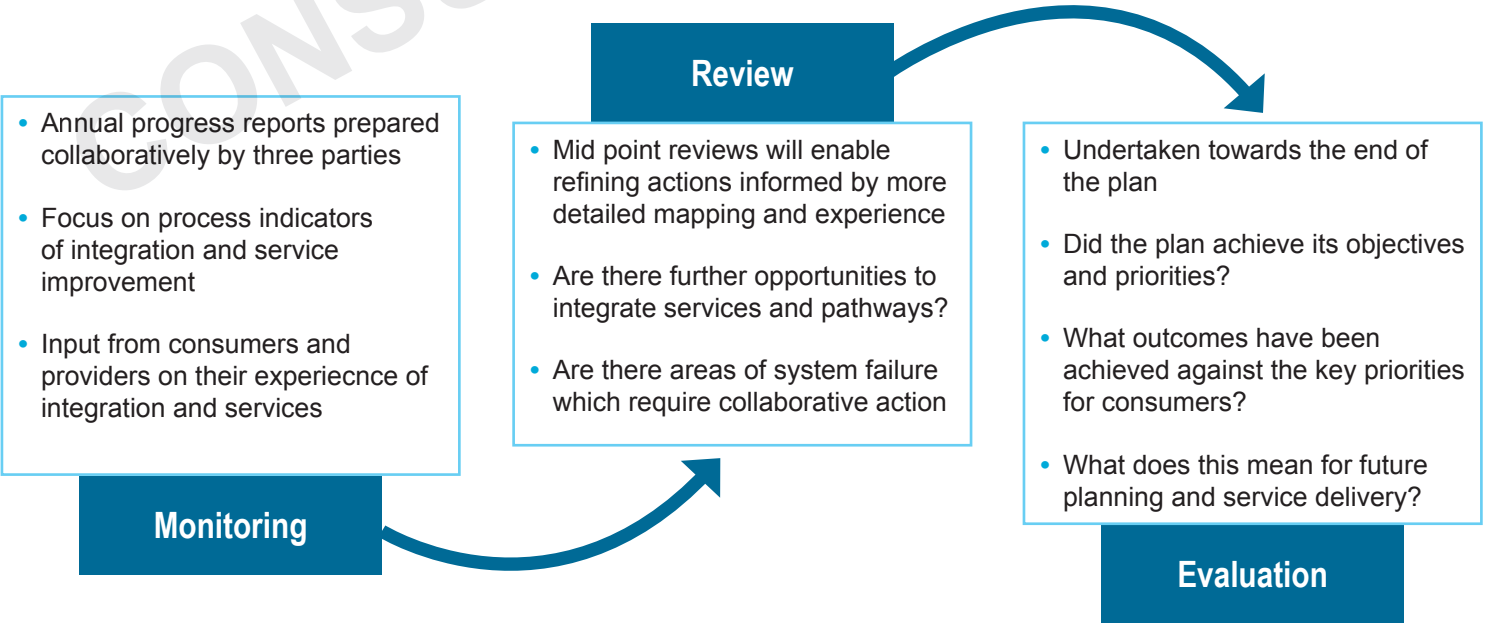 • Annual progress reports prepared
collaboratively by three parties
• Focus on process indicators
of integration and service
improvement
• Input from consumers and
providers on their experiecnce of
integration and services
Monitoring
Review
• Mid point reviews will enable
refining actions informed by more
detailed mapping and experience
• Are there further opportunities to
integrate services and pathways?
• Are there areas of system failure
which require collaborative action
• Undertaken towards the end of
the plan
• Did the plan achieve its objectives
and priorities?
• What outcomes have been
achieved against the key priorities
for consumers?
• What does this mean for future
planning and service delivery?
Evaluation